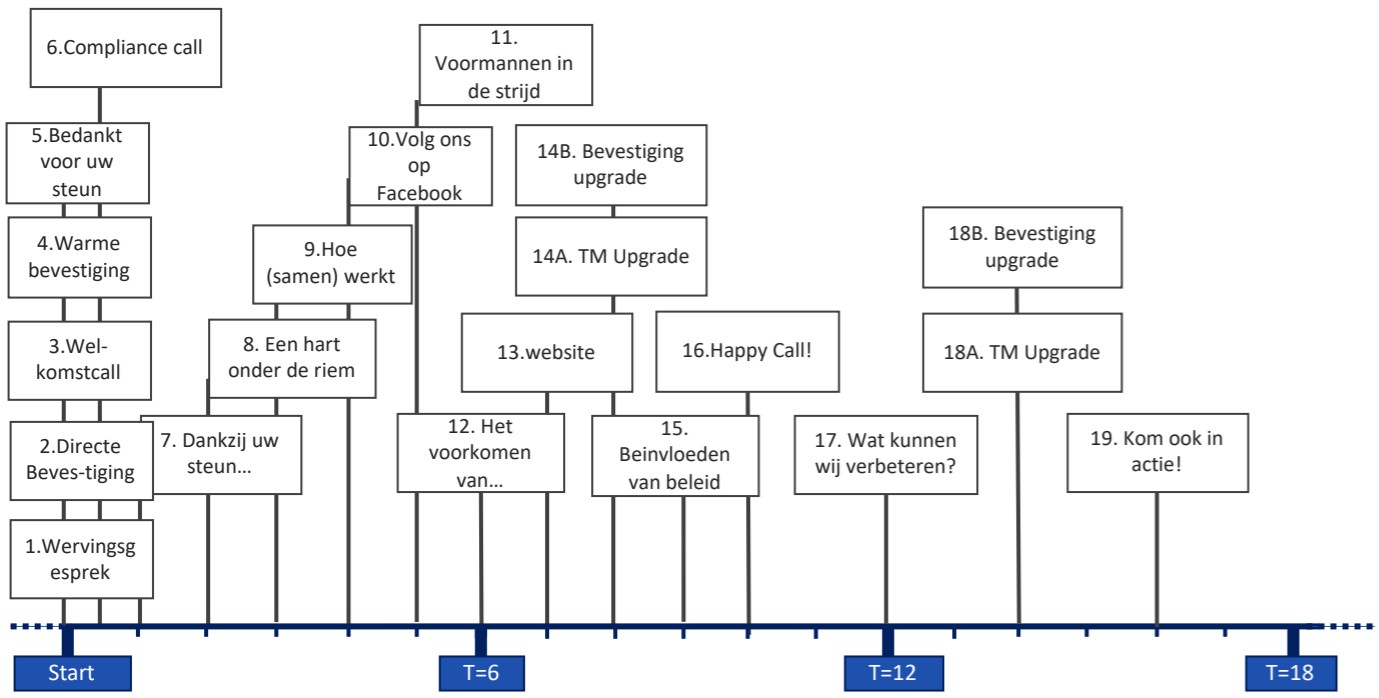 6.Compliance call
5.Bedankt
voor uw
steun
4.Warme
bevestiging
3.Wel-
komstcall
2.Directe
Beves-tiging
1.Wervingsg
esprek
7. Dankzij uw
steun…
8. Een hart
onder de riem
9.Hoe
(samen) werkt
10.Volg ons
op
Facebook
11.
Voormannen in
de strijd
12. Het
voorkomen
van…
13.website
14B. Bevestiging
upgrade
14A. TM Upgrade
15.
Beinvloeden
van beleid
16.Happy Call!
17. Wat kunnen
wij verbeteren?
18B. Bevestiging
upgrade
18A. TM Upgrade
19. Kom ook in
actie!
Start
T=6
T=12
T=18